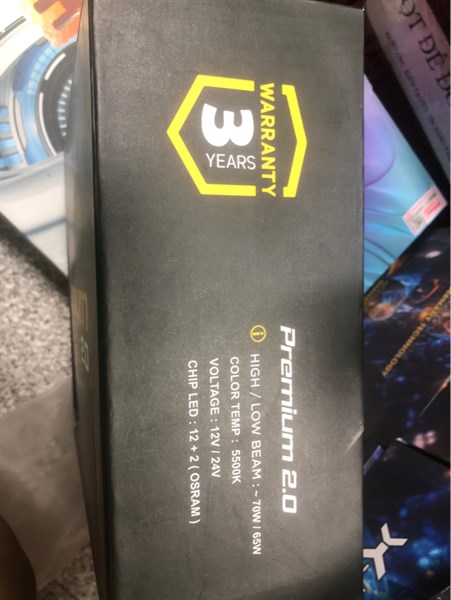 WARRANTY
3
YEARS
Premium 2.0
HIGH / LOW BEAM : ~ 70W / 65W
COLOR TEMP : 5500K
VOLTAGE : 12V / 24V
CHIP LED : 12 + 2 ( OSRAM )
TECHNOLOGY